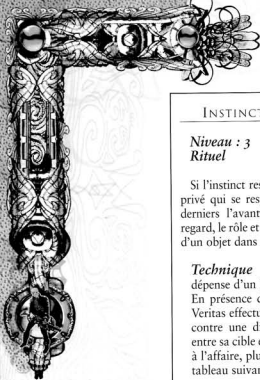 INSTINCT
Niveau : 3
Rituel
Si l'instinct res
privé qui se res
derniers l'avant
regard, le rôle et
d'un objet dans
Technique
dépense d'un
En présence d
Veritas effectu
contre une di
entre sa cible e
à l'affaire, plu
tableau suivan